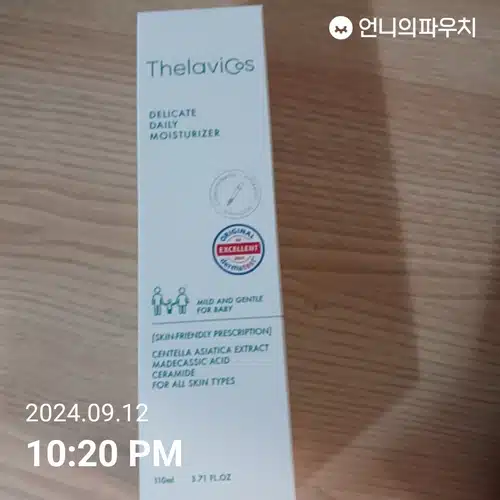 언니의파우치
TheLaviCos
DELICATE
DAILY
MOISTURIZER
ORIGINAL
EXCELLENT
dermatest
MILD AND GENTLE
FOR BABY
[SKIN-FRIENDLY PRESCRIPTION]
CENTELLA ASIATICA EXTRACT
MADECASSIC ACID
CERAMIDE
FOR ALL SKIN TYPES
2024.09.12
10:20 PM
110ml 3.71 FL.OZ